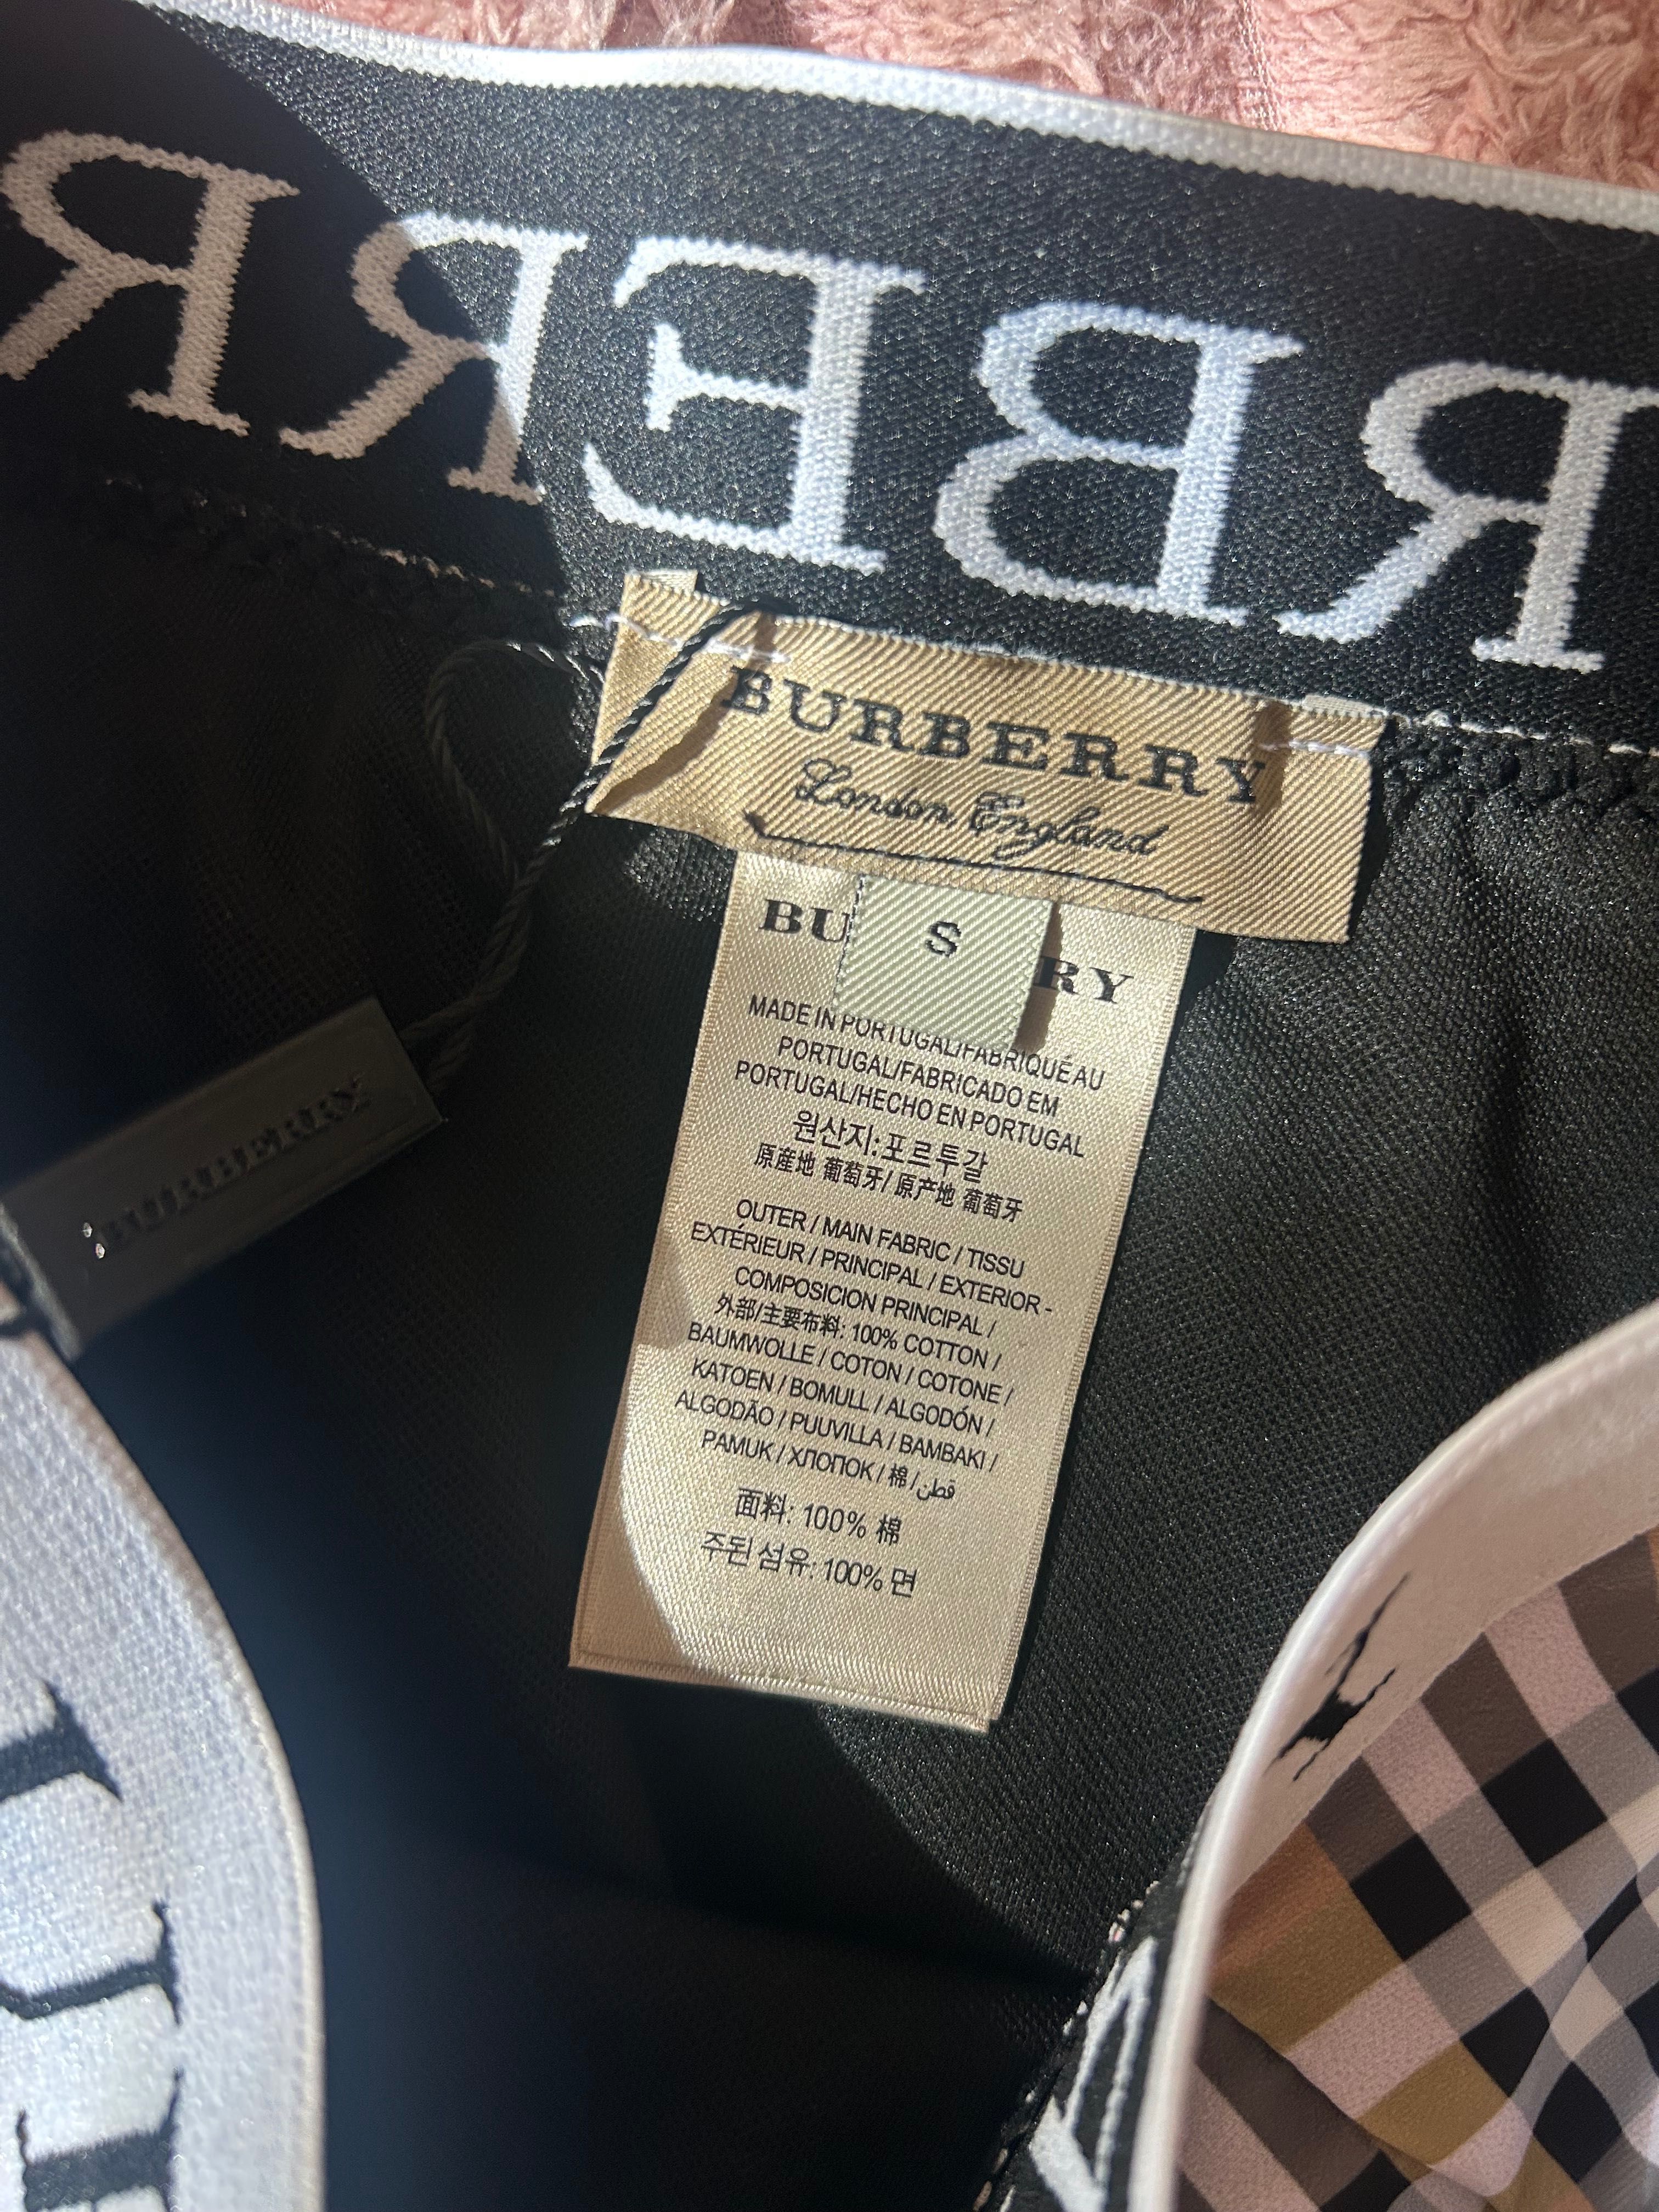 RREBR
BURBERRY
London, England
S
BU RY
MADE IN PORTUGAL/FABRIQUÉ AU
PORTUGAL/FABRICADO EM
PORTUGAL/HECHO EN PORTUGAL
원산지:포르투갈
原産地 葡萄牙/ 原产地 葡萄牙
OUTER / MAIN FABRIC / TISSU
EXTÉRIEUR / PRINCIPAL / EXTERIOR -
COMPOSICION PRINCIPAL /
外部/主要布料: 100% COTTON /
BAUMWOLLE / COTON / COTONE /
KATOEN / BOMULL / ALGODÓN /
ALGODÃO / PUUVILLA / BAMBAKI /
PAMUK / ХЛОПОК / 棉 / قطن
面料: 100% 棉
주된 섬유: 100% 면
BURBERRY